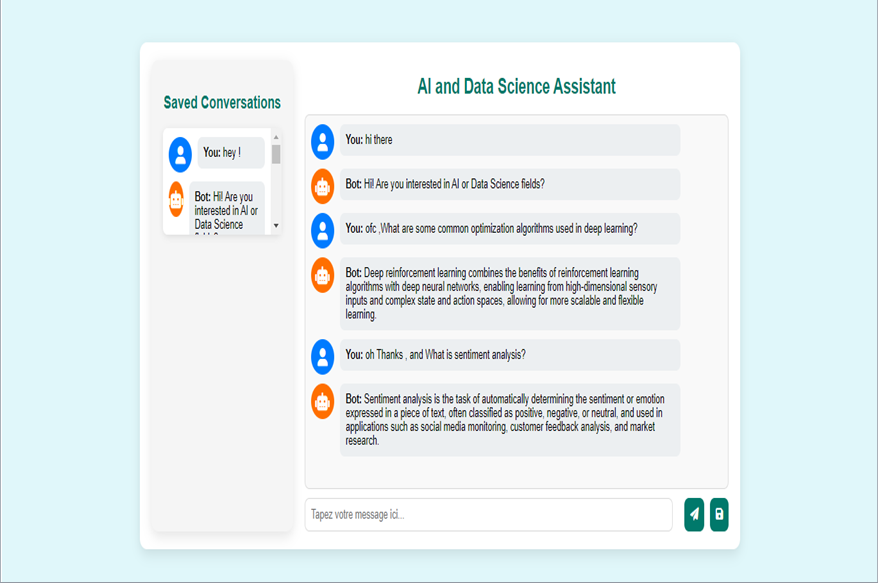 Saved Conversations
You: hey !
Bot: Hi! Are you
interested in AI or
Data Science
AI and Data Science Assistant
You: hi there
Bot: Hi! Are you interested in AI or Data Science fields?
You: ofc ,What are some common optimization algorithms used in deep learning?
Bot: Deep reinforcement learning combines the benefits of reinforcement learning
algorithms with deep neural networks, enabling learning from high-dimensional sensory
inputs and complex state and action spaces, allowing for more scalable and flexible
learning.
You: oh Thanks , and What is sentiment analysis?
Bot: Sentiment analysis is the task of automatically determining the sentiment or emotion
expressed in a piece of text, often classified as positive, negative, or neutral, and used in
applications such as social media monitoring, customer feedback analysis, and market
research.
Tapez votre message ici...